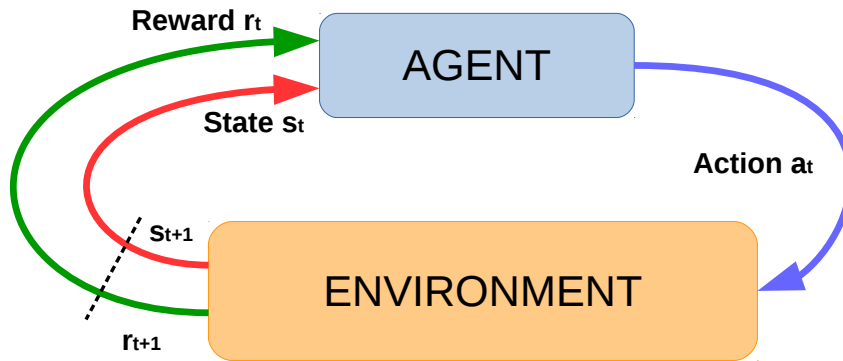 Reward rt
AGENT
State st
Action at
st+1
ENVIRONMENT
rt+1